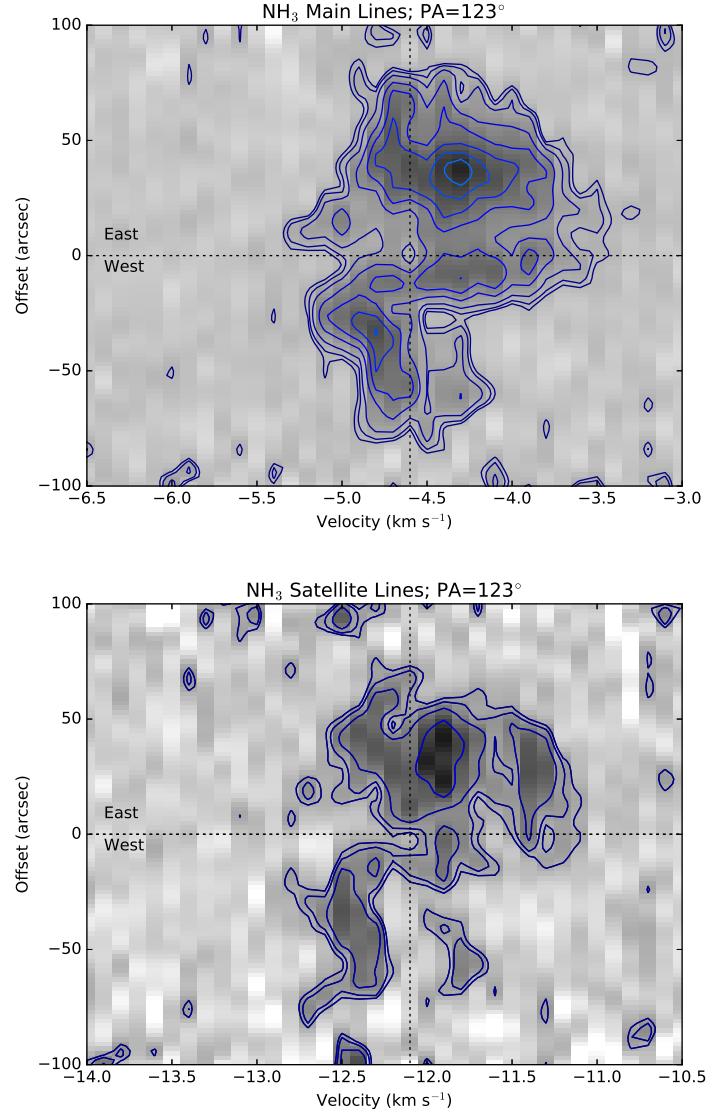 NH₃ Main Lines; PA=123°
100
50
0
−50
−100
Offset (arcsec)
East
West
−6.5 −6.0 −5.5 −5.0 −4.5 −4.0 −3.5 −3.0
Velocity (km s⁻¹)
NH₃ Satellite Lines; PA=123°
100
50
0
−50
−100
Offset (arcsec)
East
West
−14.0 −13.5 −13.0 −12.5 −12.0 −11.5 −11.0 −10.5
Velocity (km s⁻¹)